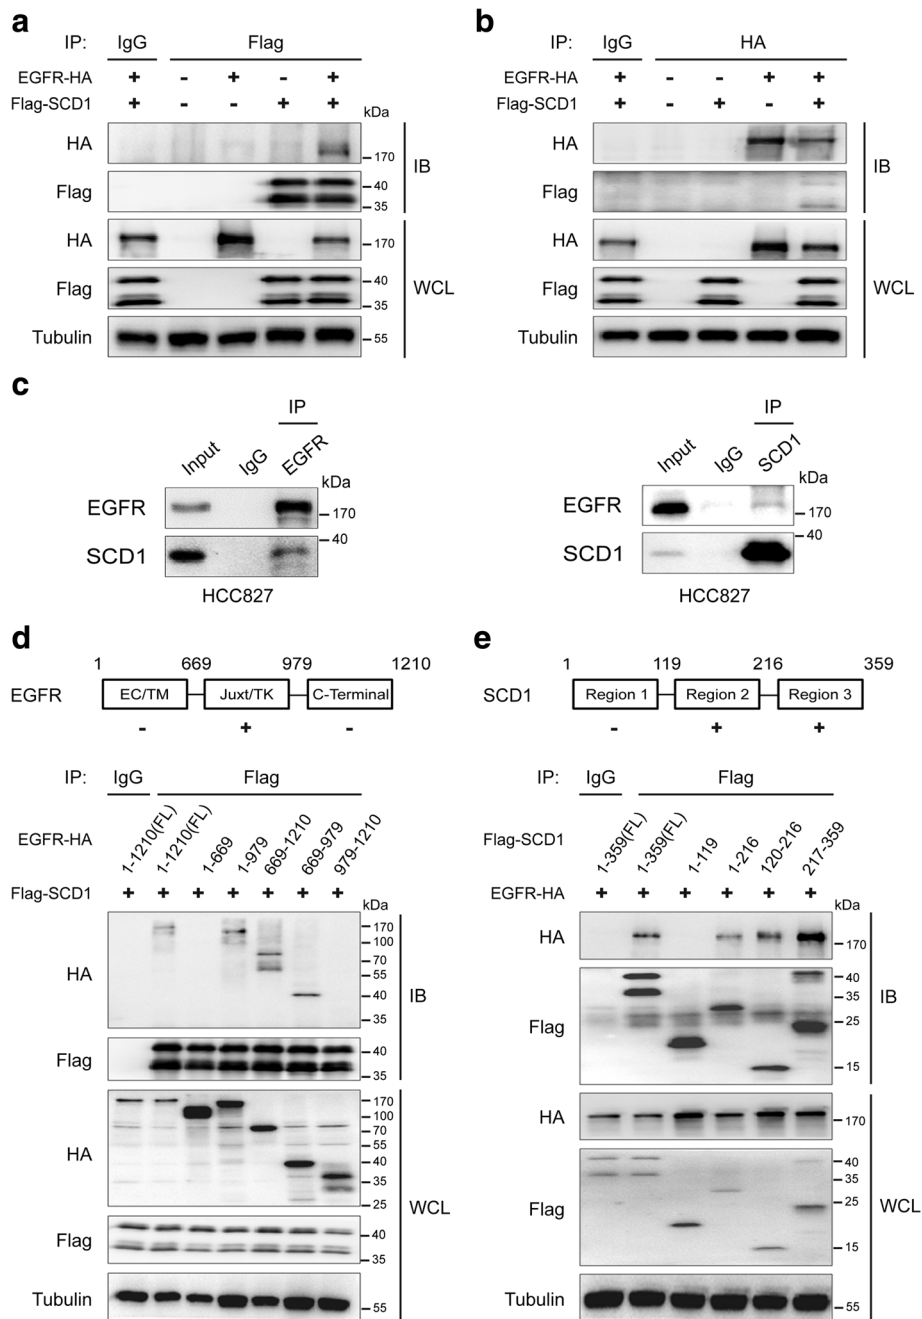 a
IP: IgG Flag
EGFR-HA + - + - +
Flag-SCD1 + - - + +
kDa
HA
170
IB
Flag
40
35
HA
170
Flag
40
35
WCL
Tubulin
55
b
IP: IgG HA
EGFR-HA + - - + +
Flag-SCD1 + - + - +
HA
IB
Flag
HA
Flag
WCL
Tubulin
c
IP
Input IgG EGFR
kDa
EGFR
170
40
SCD1
HCC827
IP
Input IgG SCD1
kDa
EGFR
170
40
SCD1
HCC827
d
1 669 979 1210
EGFR EC/TM Juxt/TK C-Terminal
- + -
IP: IgG Flag
EGFR-HA 1-1210(FL) 1-1210(FL) 1-669 1-979 669-1210 669-979 979-1210
Flag-SCD1 + + + + + + +
kDa
HA
170
100
70
55
40
35
IB
Flag
40
35
HA
170
100
70
55
40
35
25
WCL
Flag
40
35
Tubulin
55
e
1 119 216 359
SCD1 Region 1 Region 2 Region 3
- + +
IP: IgG Flag
Flag-SCD1 1-359(FL) 1-359(FL) 1-119 1-216 120-216 217-359
EGFR-HA + + + + + +
kDa
HA
170
IB
Flag
40
35
25
15
HA
170
Flag
40
35
25
15
WCL
Tubulin
55